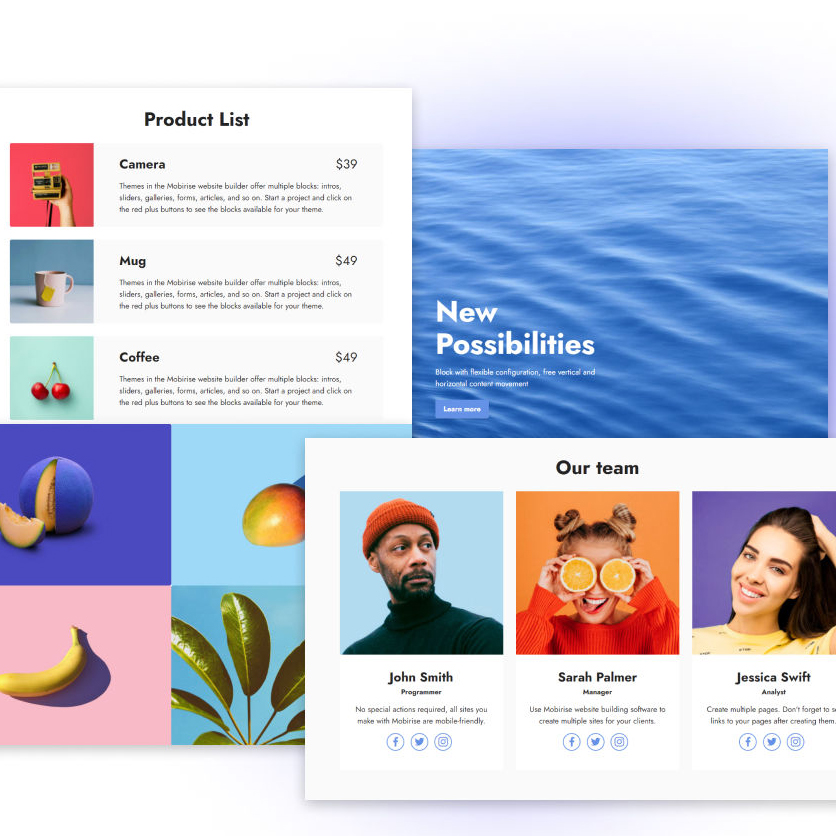 Product List
Camera
$39
Themes in the Mobirise website builder offer multiple blocks: intros,
sliders, galleries, forms, articles, and so on. Start a project and click on
the red plus buttons to see the blocks available for your theme.
Mug
$49
Themes in the Mobirise website builder offer multiple blocks: intros,
sliders, galleries, forms, articles, and so on. Start a project and click on
the red plus buttons to see the blocks available for your theme.
Coffee
$49
Themes in the Mobirise website builder offer multiple blocks: intros,
sliders, galleries, forms, articles, and so on. Start a project and click on
the red plus buttons to see the blocks available for your theme.
New
Possibilities
Block with flexible configuration, free vertical and
horizontal content movement
Learn more
Our team
John Smith
Programmer
No special actions required, all sites you
make with Mobirise are mobile-friendly.
Sarah Palmer
Manager
Use Mobirise website building software to
create multiple sites for your clients.
Jessica Swift
Analyst
Create multiple pages. Don't forget to
links to your pages after creating them.